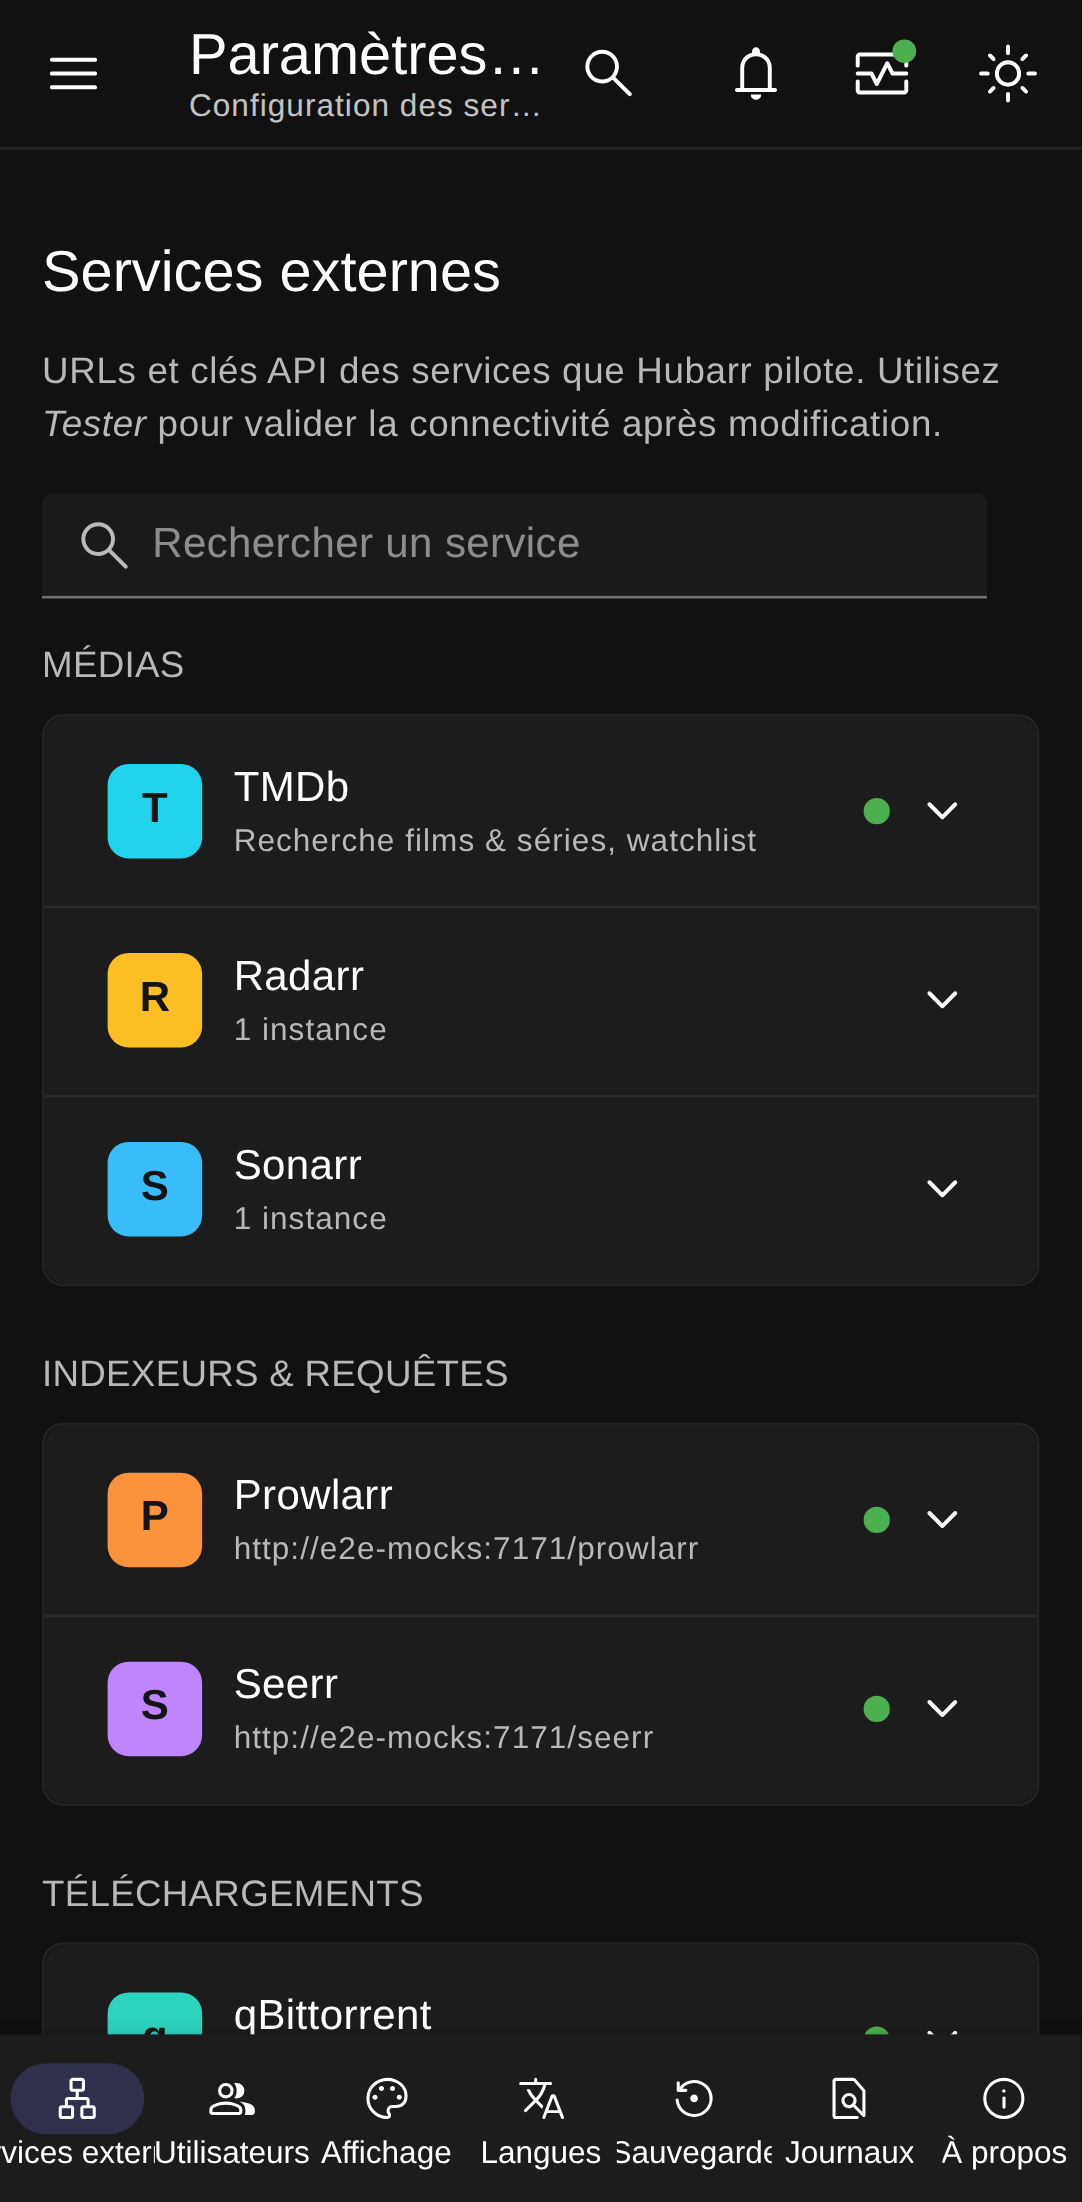 Paramètres…
Configuration des ser…
Services externes
URLs et clés API des services que Hubarr pilote. Utilisez
Tester pour valider la connectivité après modification.
Rechercher un service
MÉDIAS
T
TMDb
Recherche films & séries, watchlist
R
Radarr
1 instance
S
Sonarr
1 instance
INDEXEURS & REQUÊTES
P
Prowlarr
http://e2e-mocks:7171/prowlarr
S
Seerr
http://e2e-mocks:7171/seerr
TÉLÉCHARGEMENTS
q
qBittorrent
vices extern
Utilisateurs
Affichage
Langues
Sauvegarde
Journaux
À propos